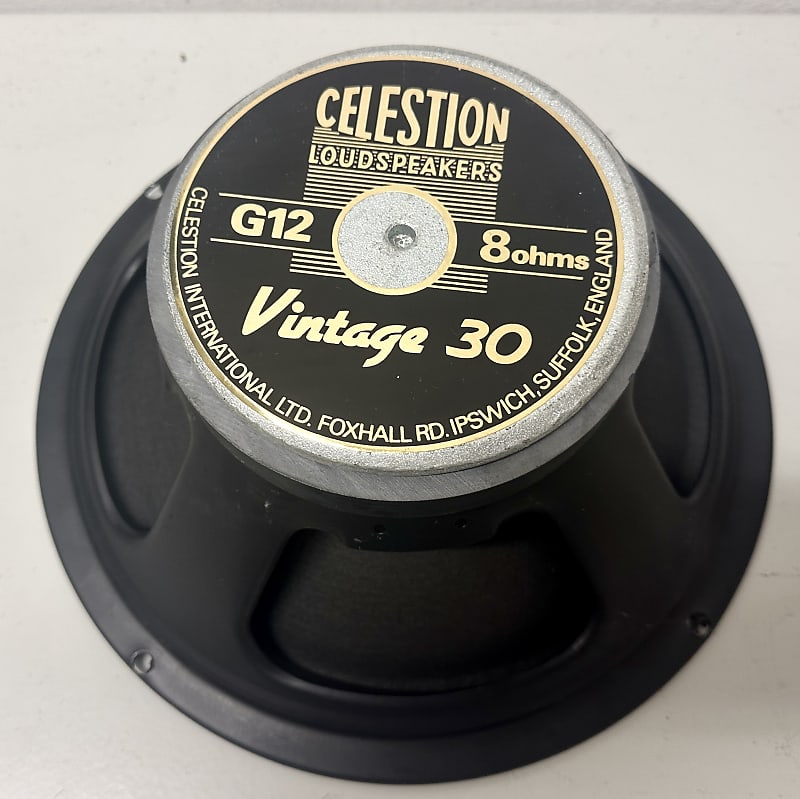 CELESTION
LOUDSPEAKERS
G12
8ohms
Vintage 30
CELESTION INTERNATIONAL LTD. FOXHALL RD. IPSWICH, SUFFOLK, ENGLAND